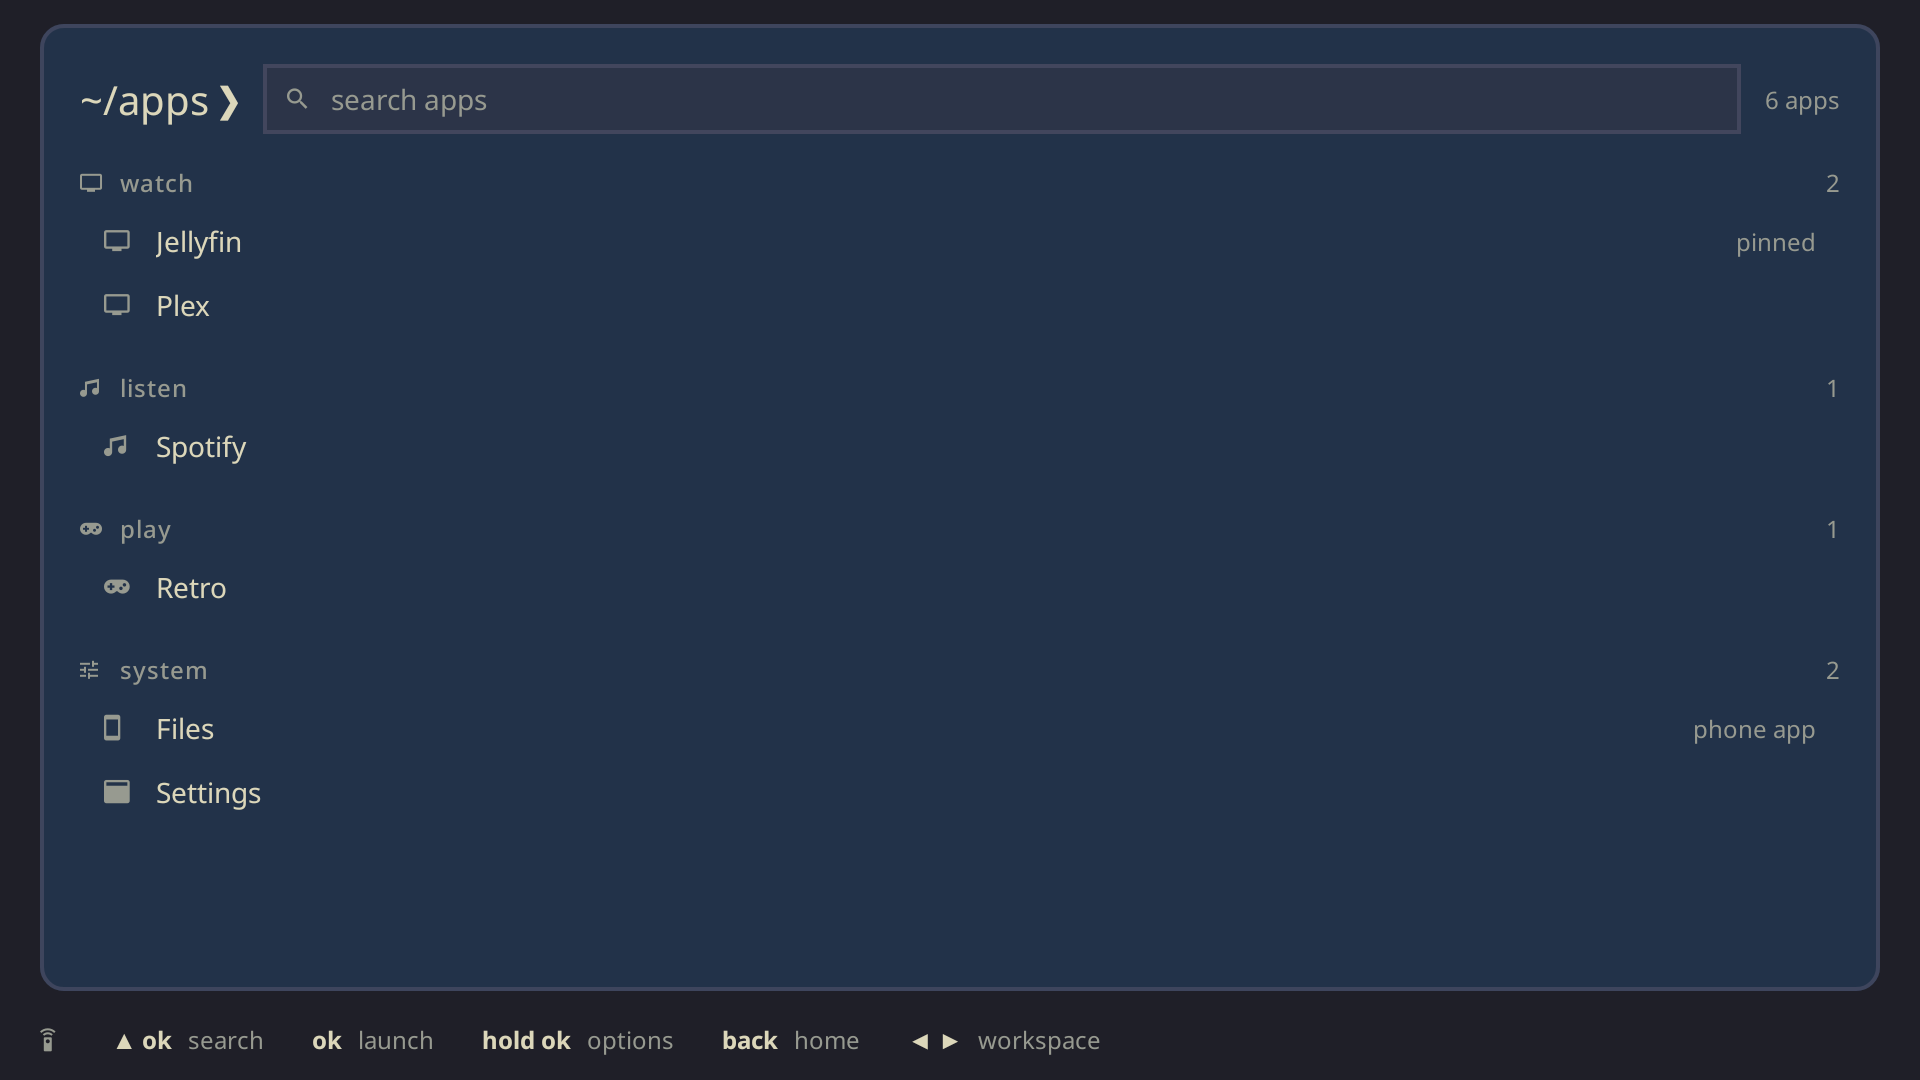 ~/apps ❯ search apps 6 apps
watch 2
Jellyfin pinned
Plex
listen 1
Spotify
play 1
Retro
system 2
Files phone app
Settings
▲ ok search ok launch hold ok options back home ◀ ▶ workspace